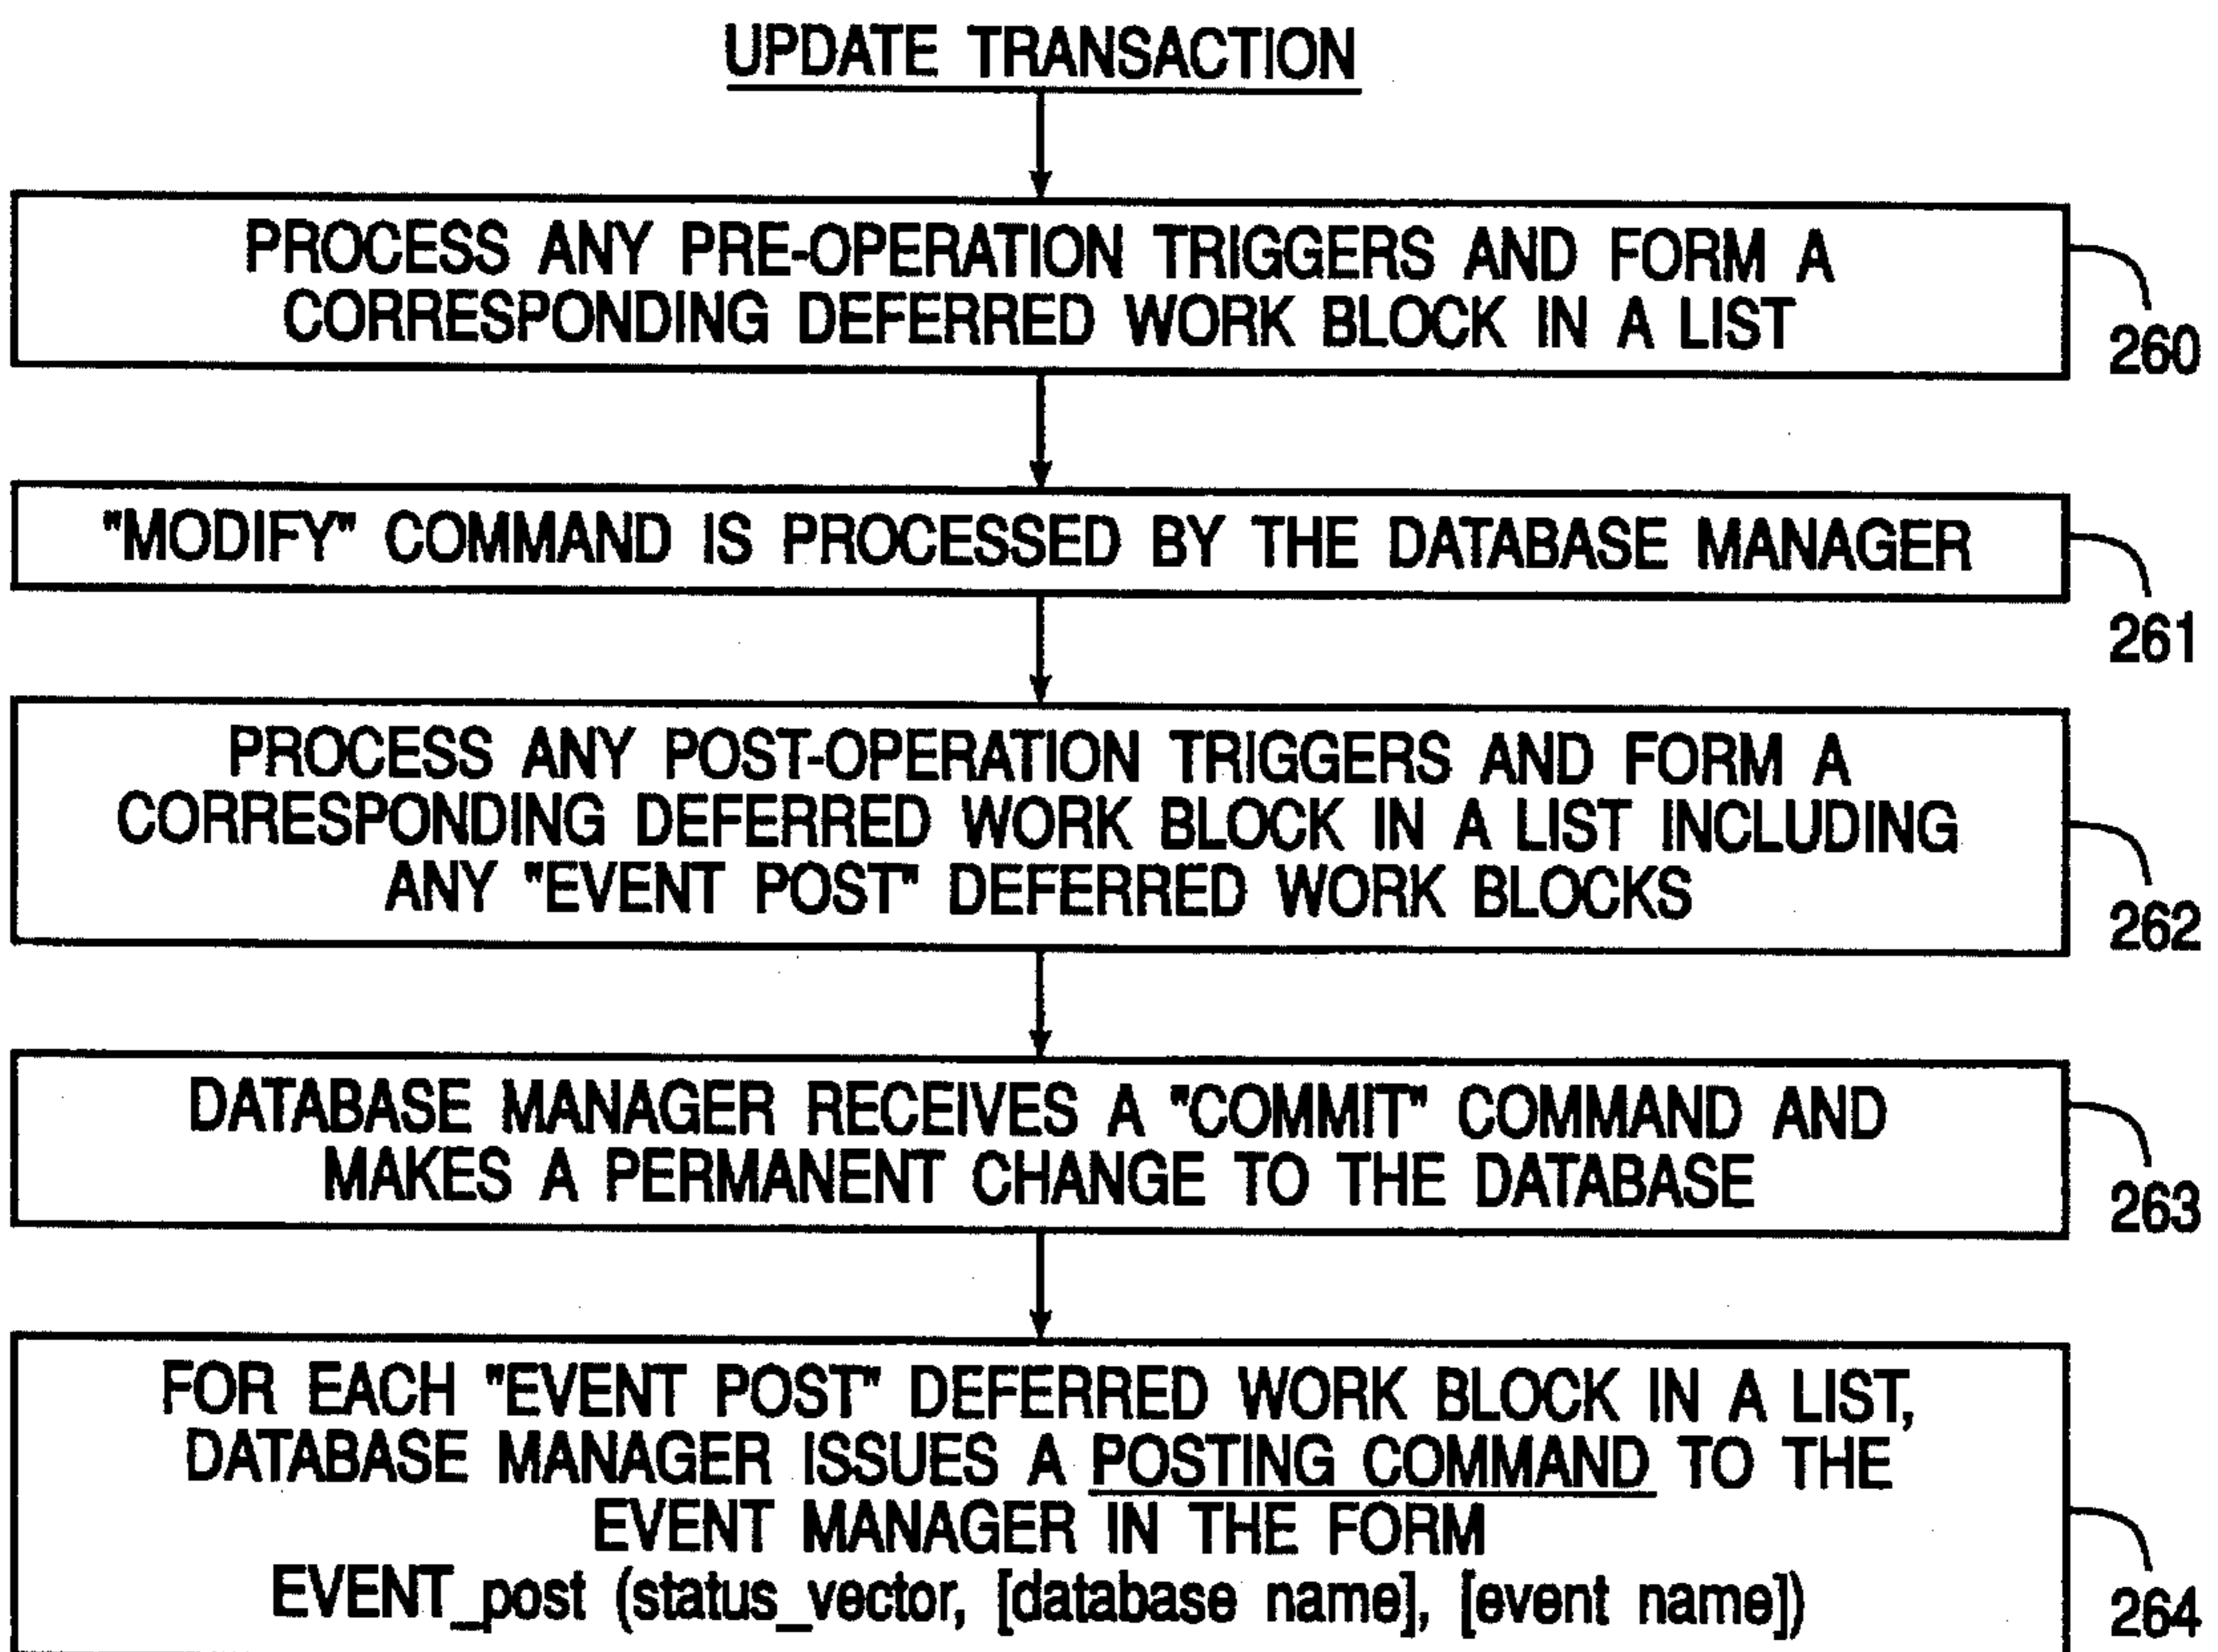 UPDATE TRANSACTION
PROCESS ANY PRE-OPERATION TRIGGERS AND FORM A
CORRESPONDING DEFERRED WORK BLOCK IN A LIST
260
"MODIFY" COMMAND IS PROCESSED BY THE DATABASE MANAGER
261
PROCESS ANY POST-OPERATION TRIGGERS AND FORM A
CORRESPONDING DEFERRED WORK BLOCK IN A LIST INCLUDING
ANY "EVENT POST" DEFERRED WORK BLOCKS
262
DATABASE MANAGER RECEIVES A "COMMIT" COMMAND AND
MAKES A PERMANENT CHANGE TO THE DATABASE
263
FOR EACH "EVENT POST" DEFERRED WORK BLOCK IN A LIST,
DATABASE MANAGER ISSUES A POSTING COMMAND TO THE
EVENT MANAGER IN THE FORM
EVENT_post (status_vector, [database name], [event name])
264